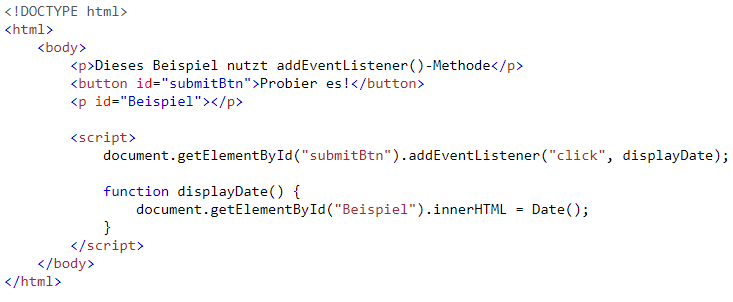 <!DOCTYPE html>
<html>
<body>
<p>Dieses Beispiel nutzt addEventListener()-Methode</p>
<button id="submitBtn">Probier es!</button>
<p id="Beispiel"></p>
<script>
document.getElementById("submitBtn").addEventListener("click", displayDate);
function displayDate() {
document.getElementById("Beispiel").innerHTML = Date();
}
</script>
</body>
</html>